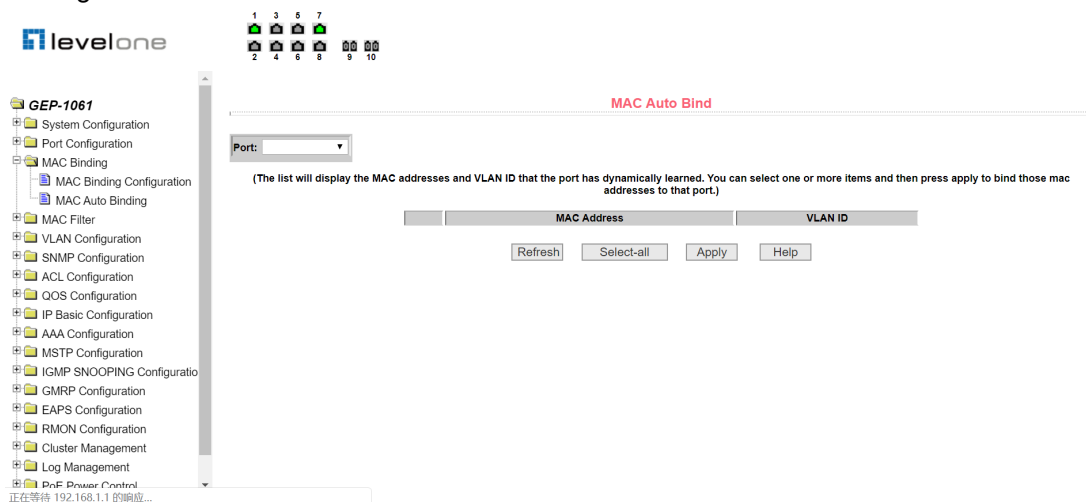 1 3 5 7
levelone
2 4 6 8 9 10
GEP-1061
MAC Auto Bind
System Configuration
Port Configuration
Port:
MAC Binding
MAC Binding Configuration
(The list will display the MAC addresses and VLAN ID that the port has dynamically learned. You can select one or more items and then press apply to bind those mac
addresses to that port.)
MAC Auto Binding
MAC Filter
MAC Address VLAN ID
VLAN Configuration
SNMP Configuration
Refresh Select-all Apply Help
ACL Configuration
QOS Configuration
IP Basic Configuration
AAA Configuration
MSTP Configuration
IGMP SNOOPING Configuratio
GMRP Configuration
EAPS Configuration
RMON Configuration
Cluster Management
Log Management
PoE Power Control
正在等待 192.168.1.1 的响应...